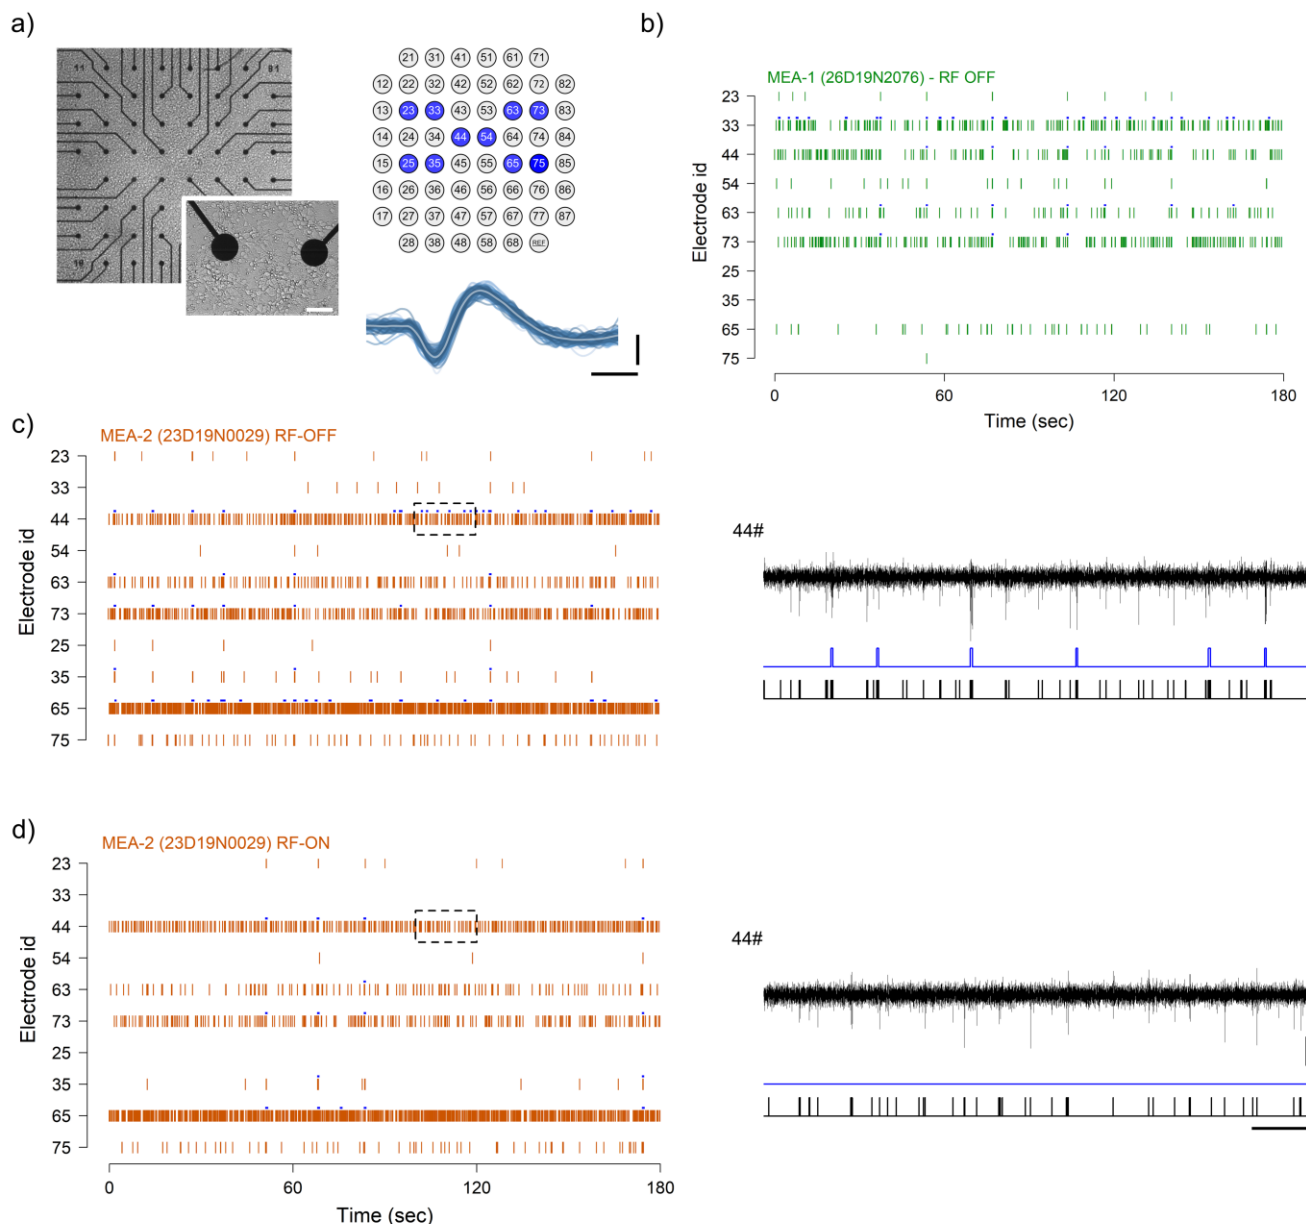 a)
11
81
18
21 31 41 51 61 71
12 22 32 42 52 62 72 82
13 23 33 43 53 63 73 83
14 24 34 44 54 64 74 84
15 25 35 45 55 65 75 85
16 26 36 46 56 66 76 86
17 27 37 47 57 67 77 87
28 38 48 58 68 REF
b)
MEA-1 (26D19N2076) - RF OFF
Electrode id
23
33
44
54
63
73
25
35
65
75
0 60 120 180
Time (sec)
c)
MEA-2 (23D19N0029) RF-OFF
Electrode id
23
33
44
54
63
73
25
35
65
75
44#
d)
MEA-2 (23D19N0029) RF-ON
Electrode id
23
33
44
54
63
73
25
35
65
75
0 60 120 180
Time (sec)
44#